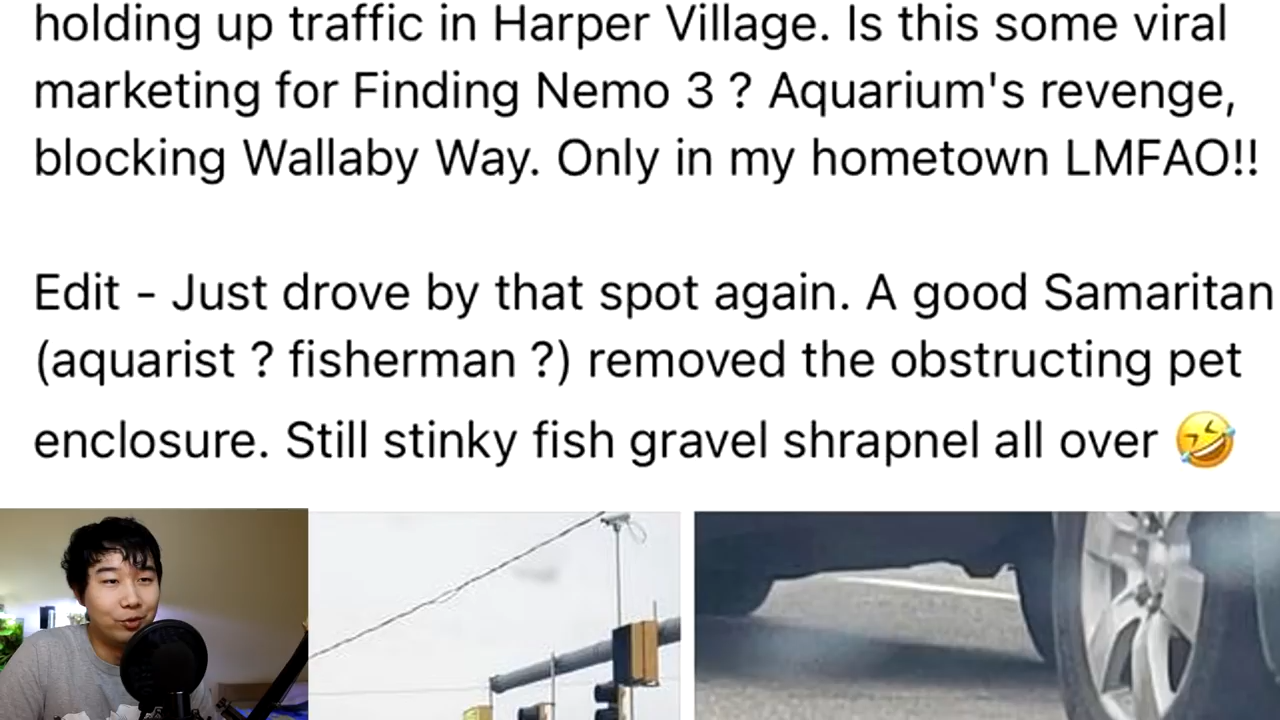 holding up traffic in Harper Village. Is this some viral
marketing for Finding Nemo 3 ? Aquarium's revenge,
blocking Wallaby Way. Only in my hometown LMFAO!!
Edit - Just drove by that spot again. A good Samaritan
(aquarist ? fisherman ?) removed the obstructing pet
enclosure. Still stinky fish gravel shrapnel all over 🤣